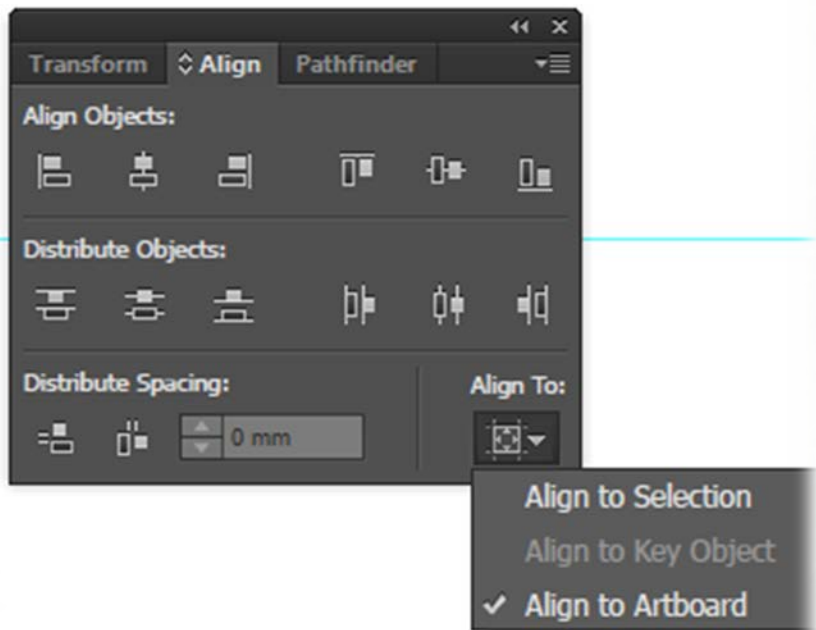 Transform Align Pathfinder
Align Objects:
Distribute Objects:
Distribute Spacing: Align To:
0 mm
Align to Selection
Align to Key Object
Align to Artboard